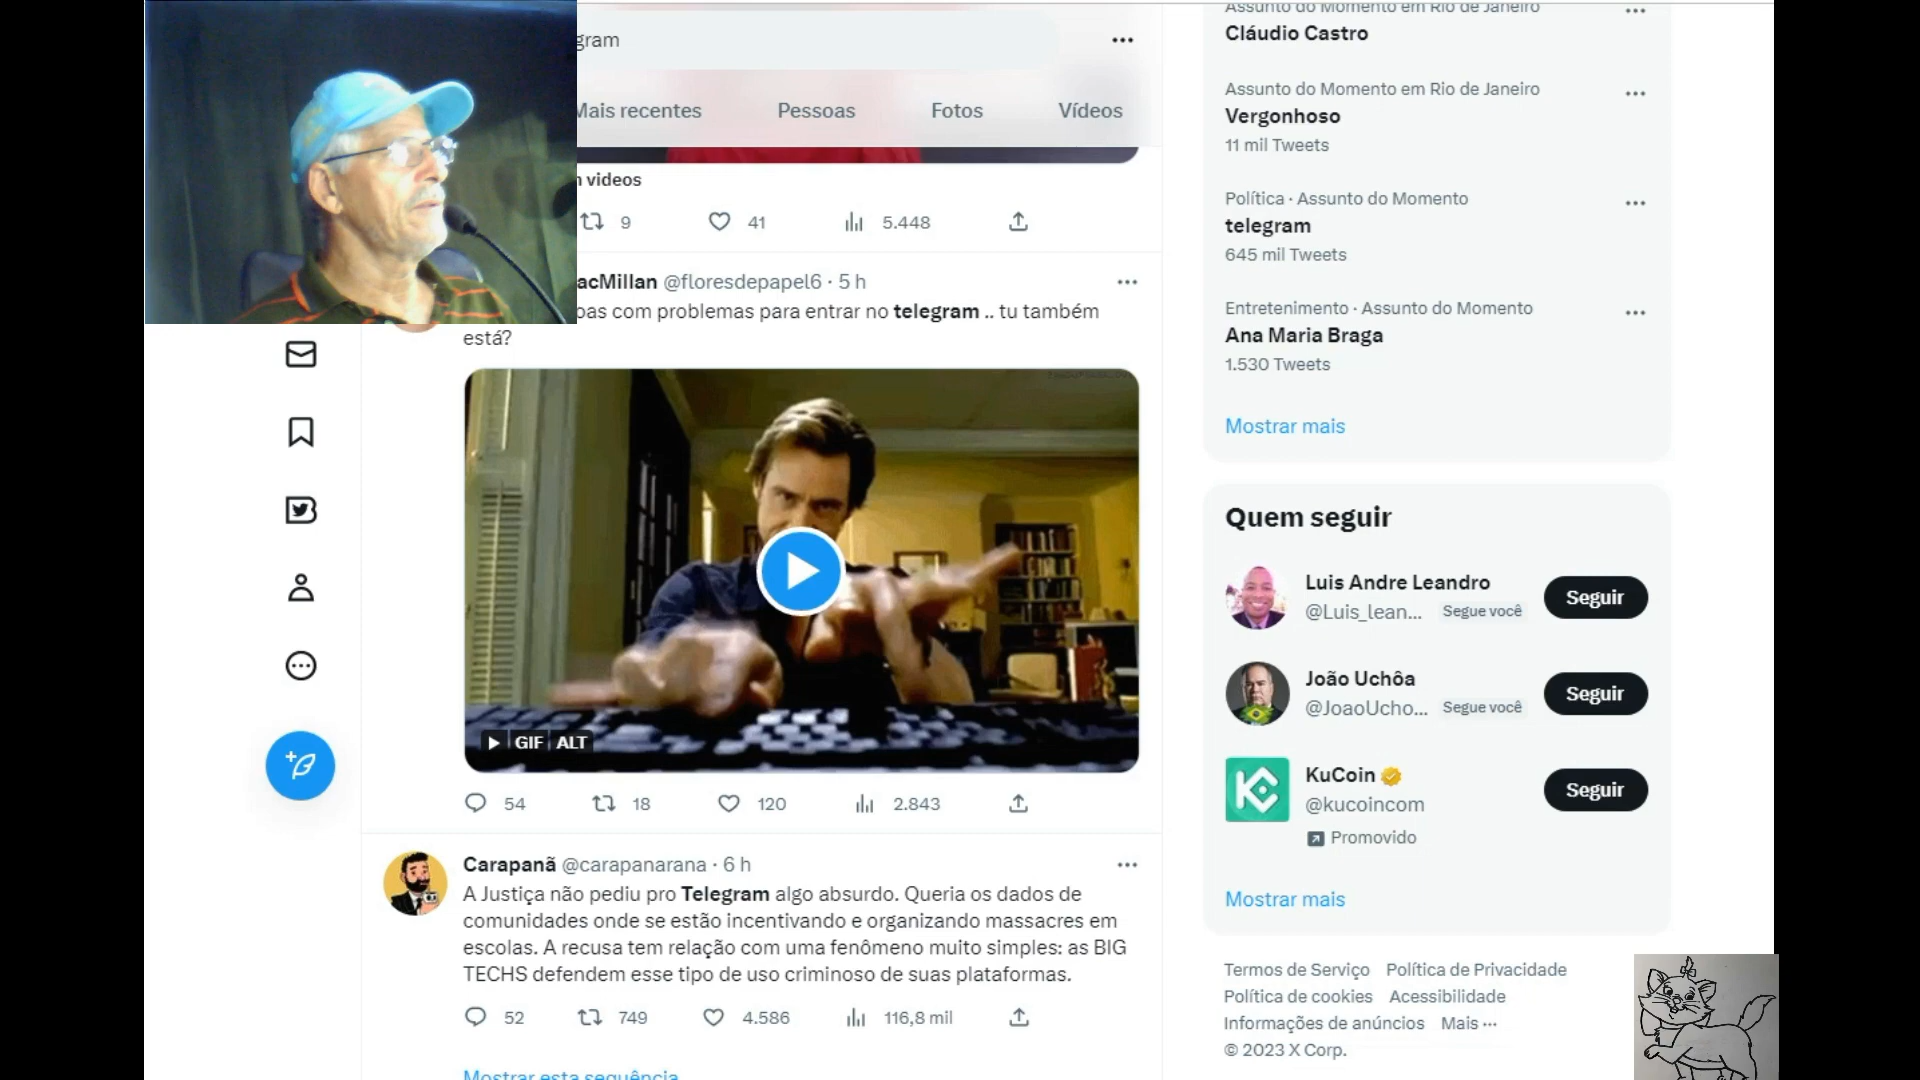 gram
Mais recentes
Pessoas
Fotos
Vídeos
videos
9
41
5.448
acMillan @floresdepapel6 · 5 h
oas com problemas para entrar no telegram .. tu também
está?
GIF ALT
54
18
120
2.843
Carapanã @carapanarana · 6 h
A Justiça não pediu pro Telegram algo absurdo. Queria os dados de
comunidades onde se estão incentivando e organizando massacres em
escolas. A recusa tem relação com uma fenômeno muito simples: as BIG
TECHS defendem esse tipo de uso criminoso de suas plataformas.
52
749
4.586
116,8 mil
Mostrar esta sequência
Assunto do Momento em Rio de Janeiro
Cláudio Castro
Assunto do Momento em Rio de Janeiro
Vergonhoso
11 mil Tweets
Política · Assunto do Momento
telegram
645 mil Tweets
Entretenimento · Assunto do Momento
Ana Maria Braga
1.530 Tweets
Mostrar mais
Quem seguir
Luis Andre Leandro
@Luis_lean... Segue você
Seguir
João Uchôa
@JoaoUcho... Segue você
Seguir
KuCoin
@kucoincom
Seguir
Promovido
Mostrar mais
Termos de Serviço Política de Privacidade
Política de cookies Acessibilidade
Informações de anúncios Mais ···
© 2023 X Corp.